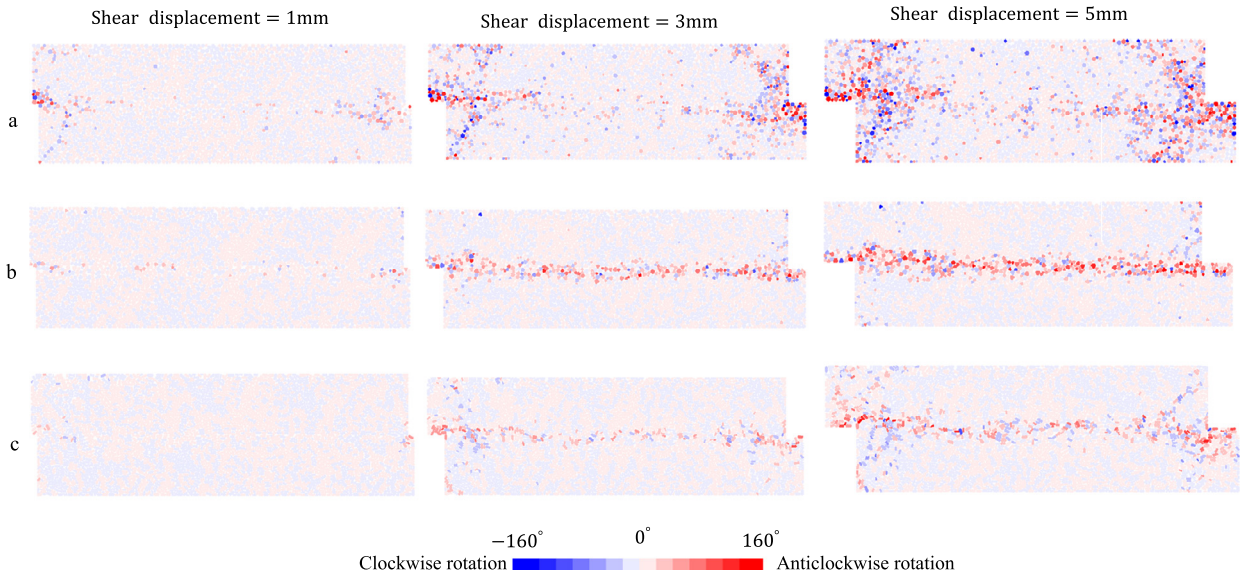 Shear displacement = 1mm
Shear displacement = 3mm
Shear displacement = 5mm
a
b
c
−160° 0° 160°
Clockwise rotation Anticlockwise rotation